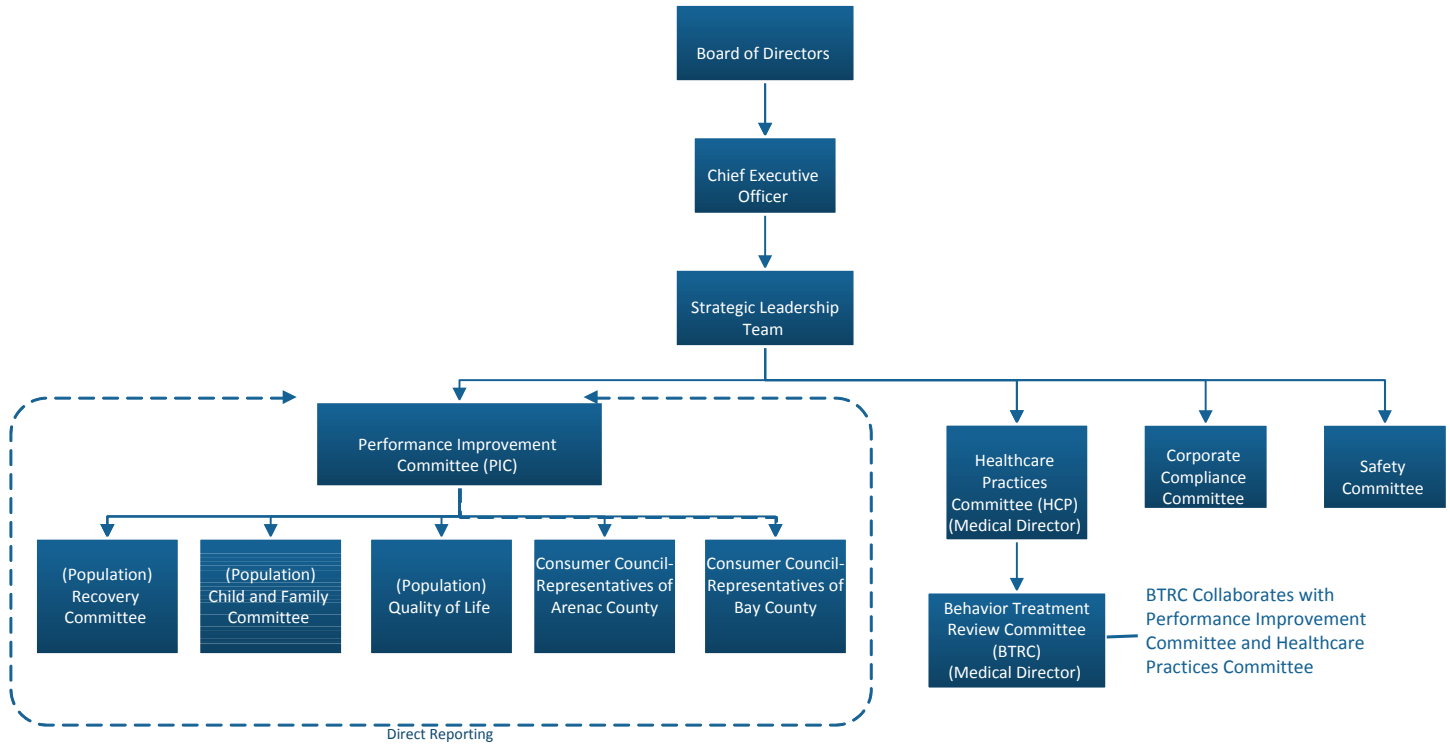 Board of Directors
Chief Executive
Officer
Strategic Leadership
Team
Performance Improvement
Committee (PIC)
Healthcare
Practices
Committee (HCP)
(Medical Director)
Corporate
Compliance
Committee
Safety
Committee
(Population)
Recovery
Committee
(Population)
Child and Family
Committee
(Population)
Quality of Life
Consumer Council-
Representatives of
Arenac County
Consumer Council-
Representatives of
Bay County
Behavior Treatment
Review Committee
(BTRC)
(Medical Director)
BTRC Collaborates with
Performance Improvement
Committee and Healthcare
Practices Committee
Direct Reporting